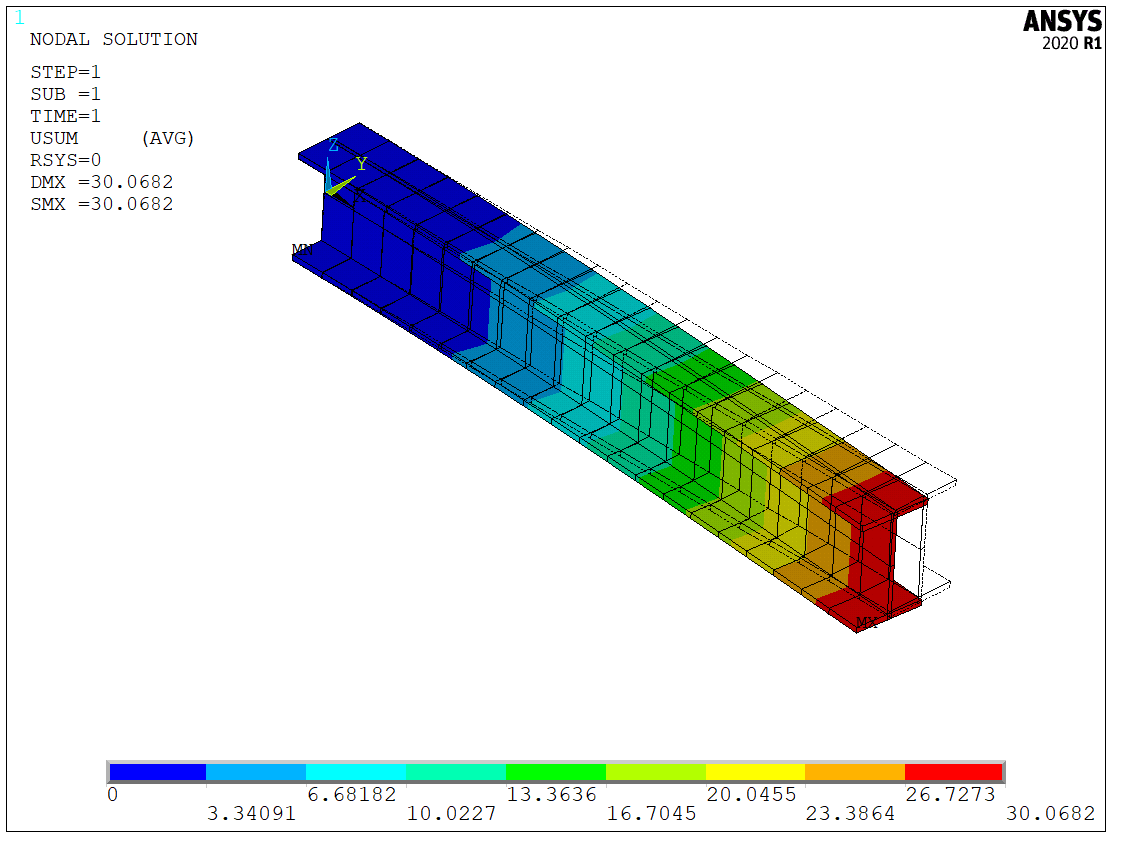 1
NODAL SOLUTION
ANSYS
2020 R1
STEP=1
SUB =1
TIME=1
USUM (AVG)
RSYS=0
DMX =30.0682
SMX =30.0682
Z
Y
MN
MX
0 6.68182 13.3636 20.0455 26.7273
3.34091 10.0227 16.7045 23.3864 30.0682